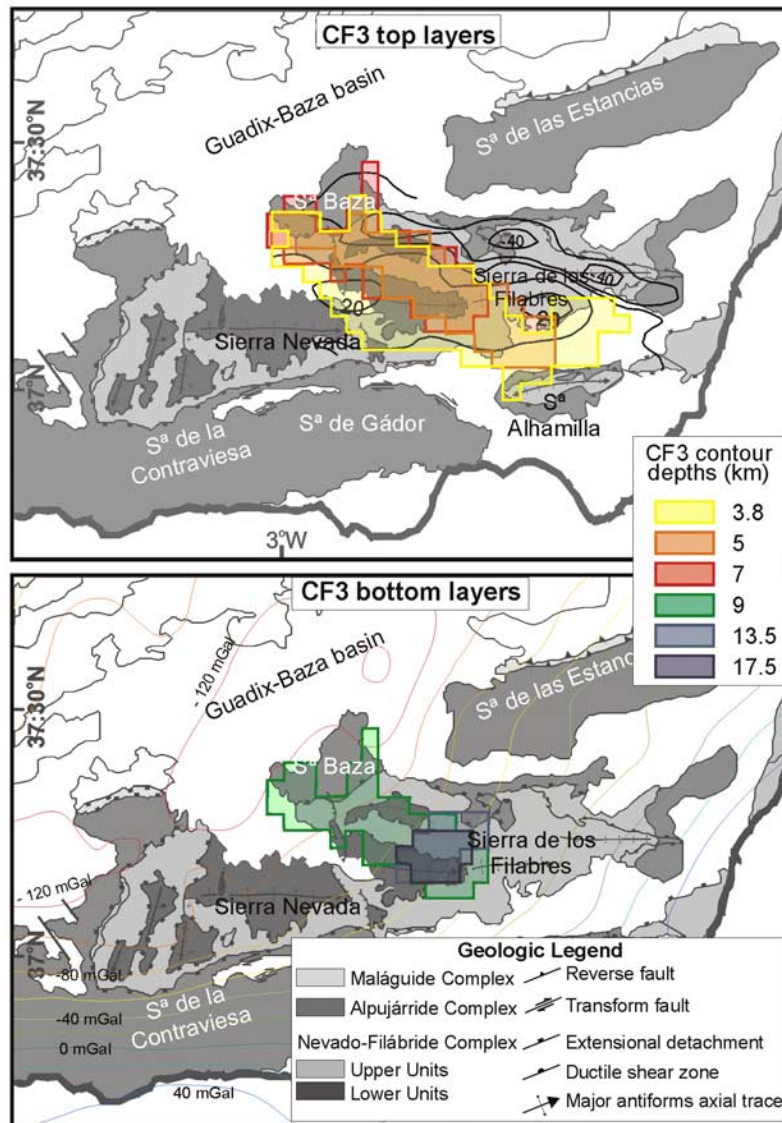 CF3 top layers
Guadix-Baza basin
Sª de las Estancias
37:30°N
Sª Baza
-40
Sierra de los
-40
Filabres
-20
Sierra Nevada
37°N
Sª de la
Contraviesa
Sª de Gádor
Sª
Alhamilla
3°W
CF3 contour
depths (km)
3.8
5
7
9
13.5
17.5
CF3 bottom layers
- 120 mGal
Guadix-Baza basin
Sª de las Estanc
37:30°N
Sª Baza
Sierra de los
Filabres
- 120 mGal
Sierra Nevada
37°N
-80 mGal
Sª de la
Contraviesa
-40 mGal
0 mGal
40 mGal
Geologic Legend
Maláguide Complex
Alpujárride Complex
Nevado-Filábride Complex
Upper Units
Lower Units
Reverse fault
Transform fault
Extensional detachment
Ductile shear zone
Major antiforms axial trace